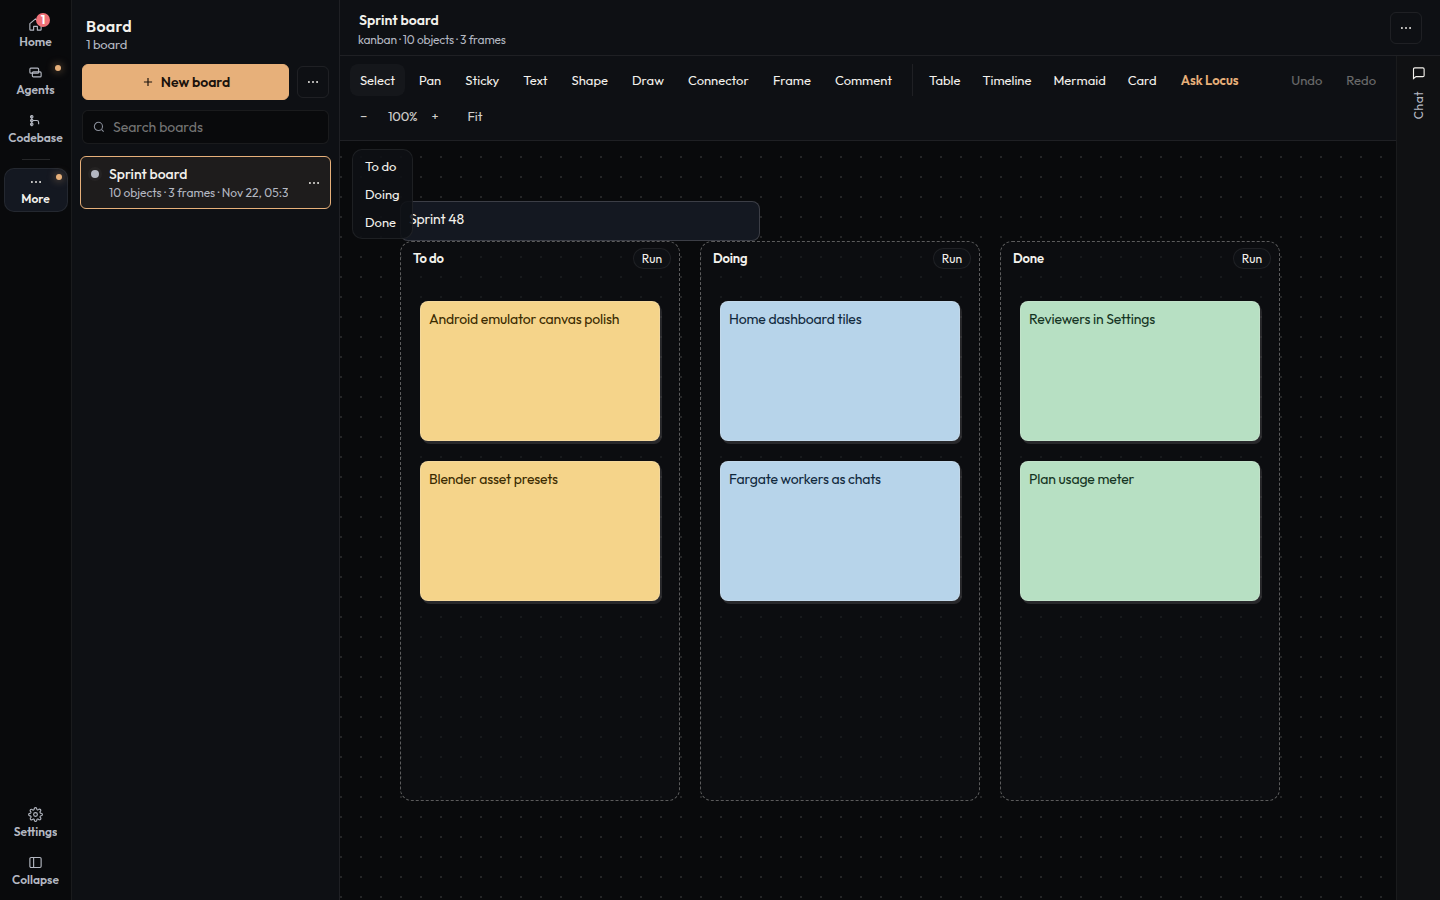 1
Home
Agents
Codebase
More
Settings
Collapse
Board
1 board
+ New board
Search boards
Sprint board
10 objects · 3 frames · Nov 22, 05:3
Sprint board
kanban · 10 objects · 3 frames
Select Pan Sticky Text Shape Draw Connector Frame Comment Table Timeline Mermaid Card Ask Locus Undo Redo
− 100% + Fit
To do
Doing
Done
Sprint 48
To do Run
Android emulator canvas polish
Blender asset presets
Doing Run
Home dashboard tiles
Fargate workers as chats
Done Run
Reviewers in Settings
Plan usage meter
Chat